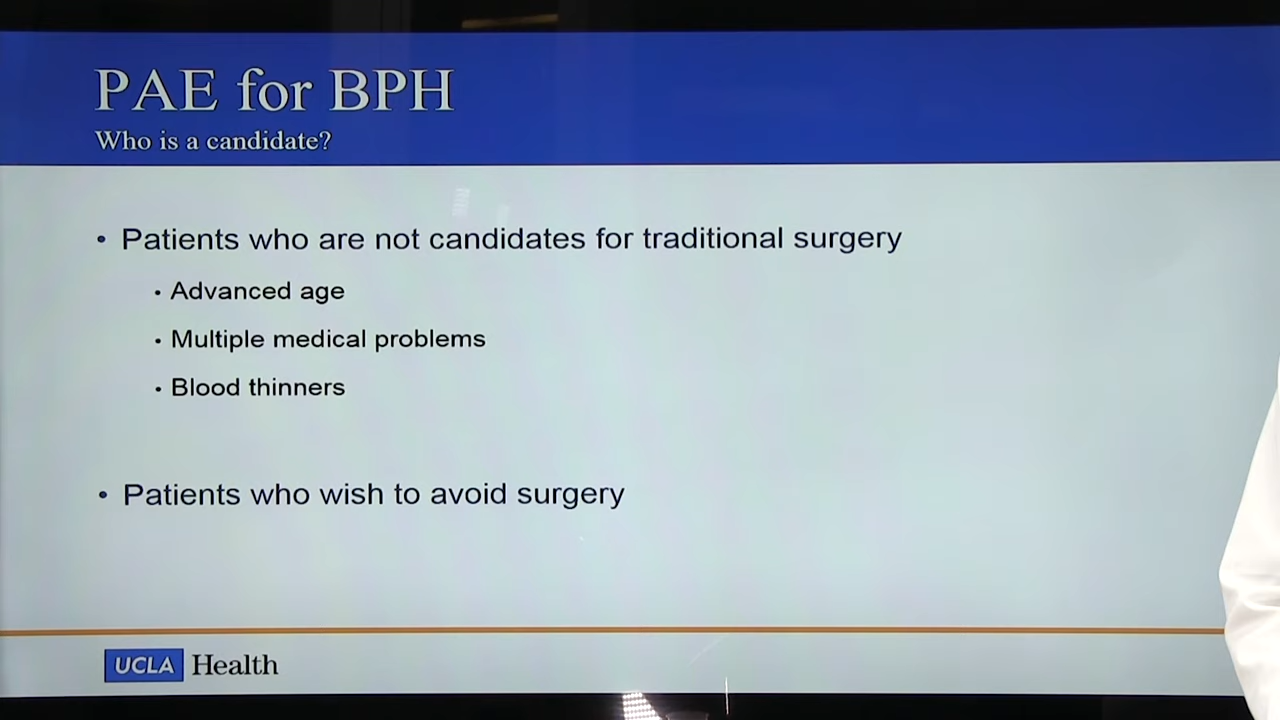 PAE for BPH
Who is a candidate?
• Patients who are not candidates for traditional surgery
• Advanced age
• Multiple medical problems
• Blood thinners
• Patients who wish to avoid surgery
UCLA Health